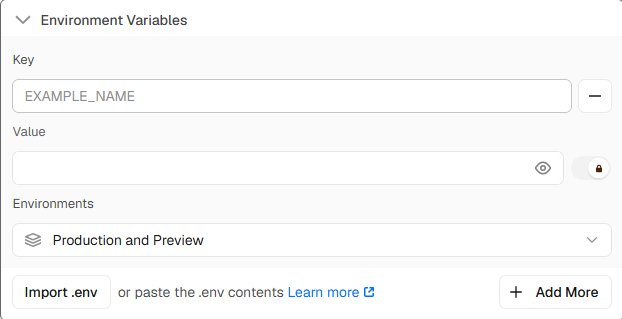 Environment Variables
Key
EXAMPLE_NAME
Value
Environments
Production and Preview
Import .env or paste the .env contents Learn more Add More